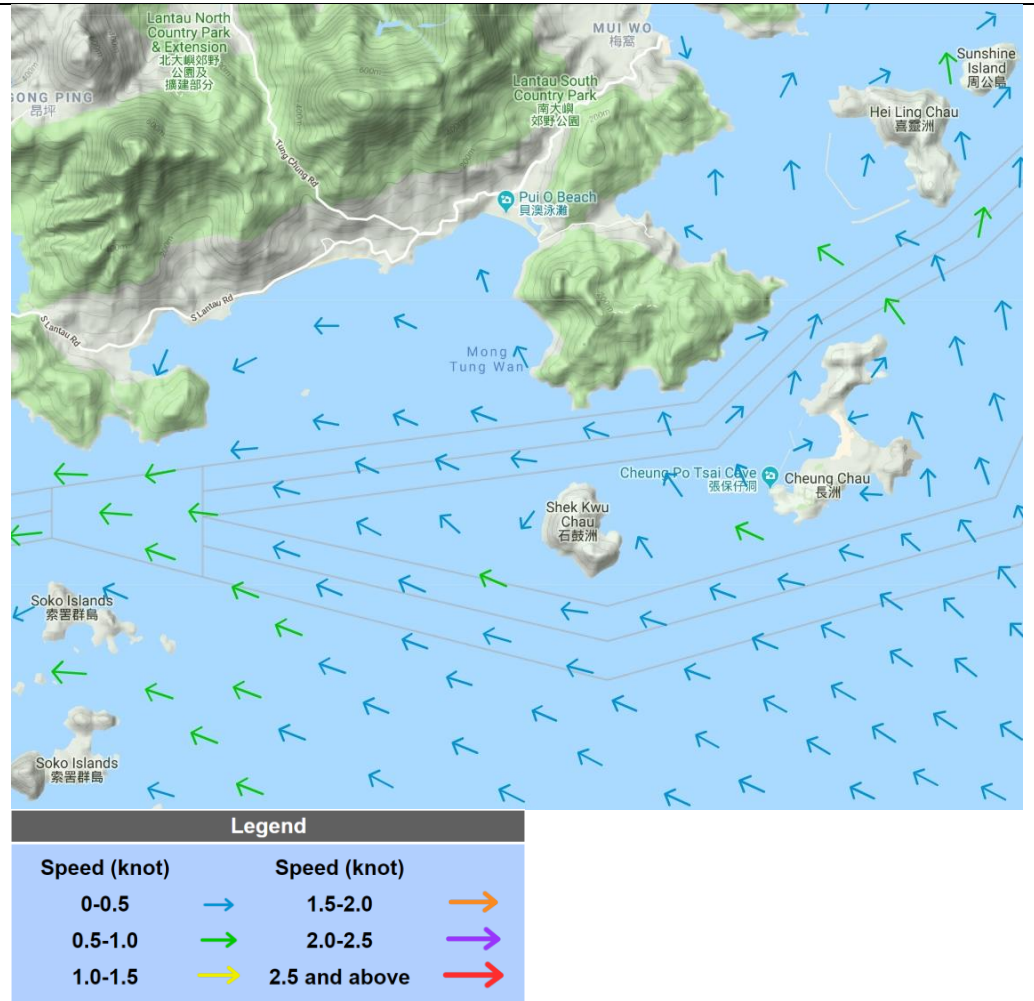 MUI WO
梅窩
Lantau North
Country Park
& Extension
北大嶼郊野
公園及
擴建部分
Sunshine
Island
周公島
Lantau South
Country Park
南大嶼
郊野公園
GONG PING
昂坪
Hei Ling Chau
喜靈洲
Tung Chung Rd
Pui O Beach
貝澳泳灘
S Lantau Rd
S Lantau Rd
Mong
Tung Wan
Cheung Po Tsai Cave
張保仔洞
Cheung Chau
長洲
Shek Kwu
Chau
石鼓洲
Soko Islands
索罟群島
Soko Islands
索罟群島
Legend
Speed (knot) Speed (knot)
0-0.5 1.5-2.0
0.5-1.0 2.0-2.5
1.0-1.5 2.5 and above